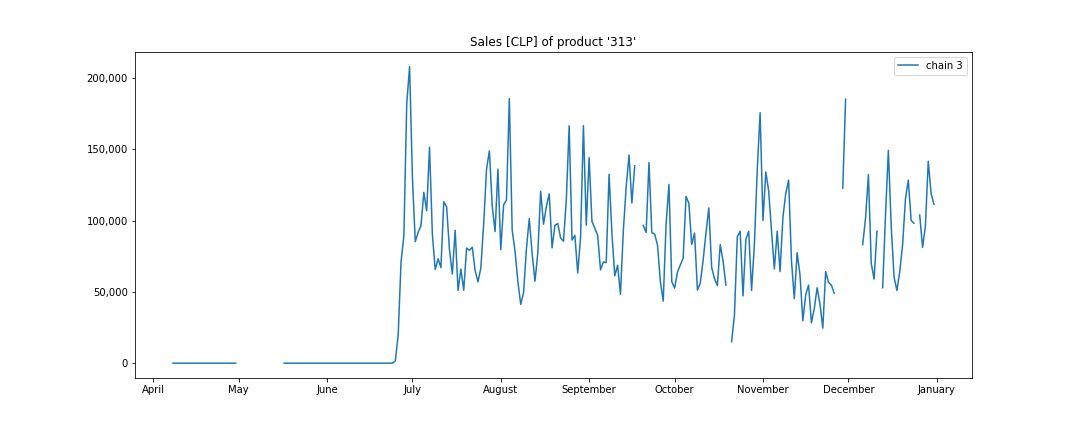 Sales [CLP] of product '313'
chain 3
200,000
150,000
100,000
50,000
0
April May June July August September October November December January